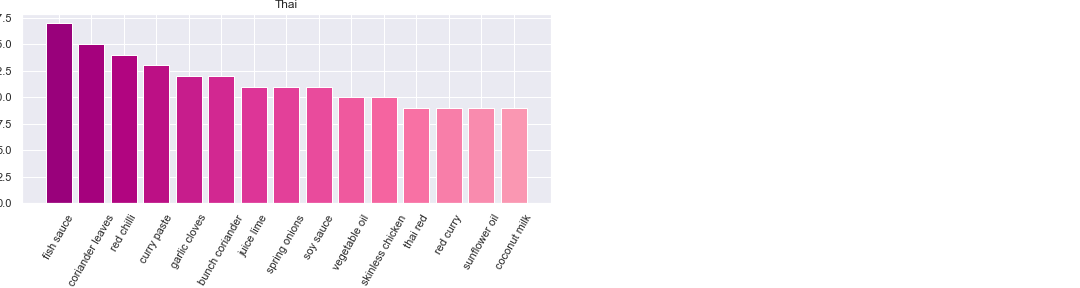 Thai
7.5
5.0
2.5
0.0
7.5
5.0
2.5
0.0
fish sauce
coriander leaves
red chilli
curry paste
garlic cloves
bunch coriander
juice lime
spring onions
soy sauce
vegetable oil
skinless chicken
thai red
red curry
sunflower oil
coconut milk